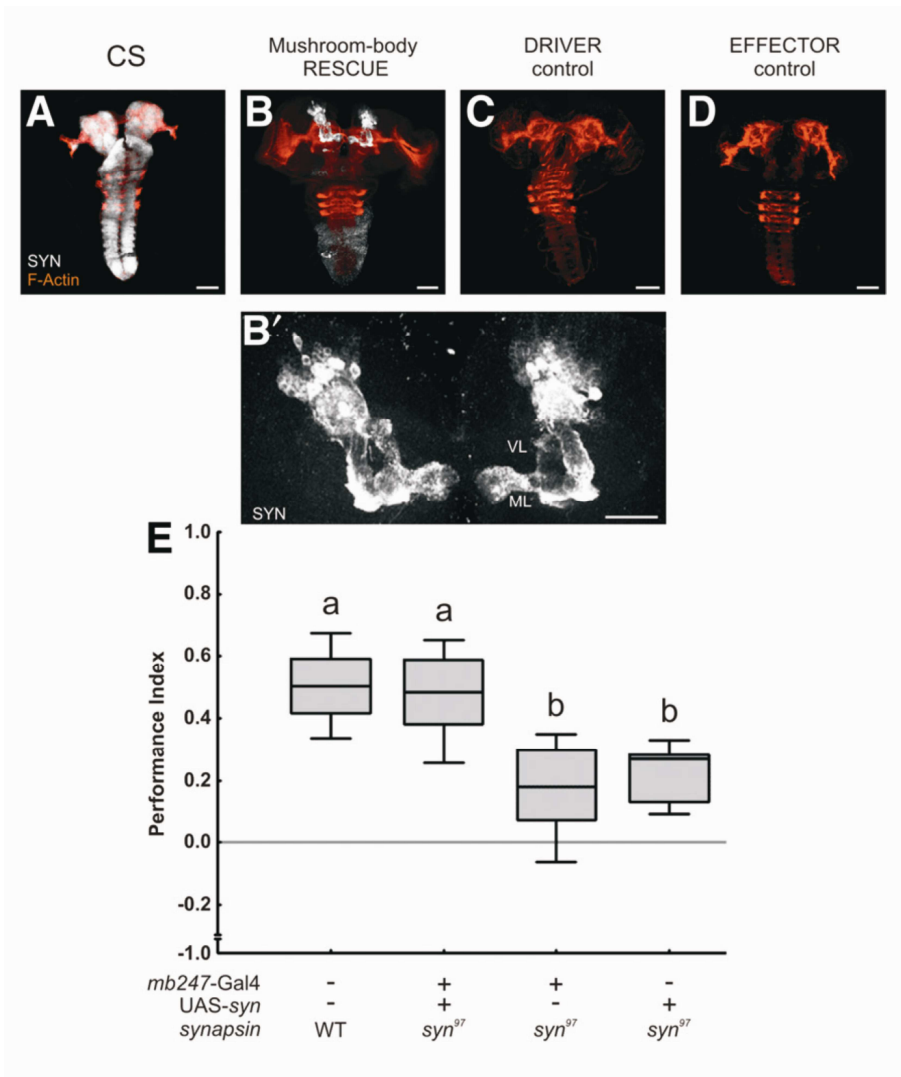 CS
Mushroom-body
RESCUE
DRIVER
control
EFFECTOR
control
A
B
C
D
SYN
F-Actin
B′
VL
ML
SYN
E
1.0
0.8
0.6
0.4
0.2
0.0
-0.2
-1.0
Performance Index
a
a
b
b
mb247-Gal4 - + + -
UAS-syn - + - +
synapsin WT syn97 syn97 syn97